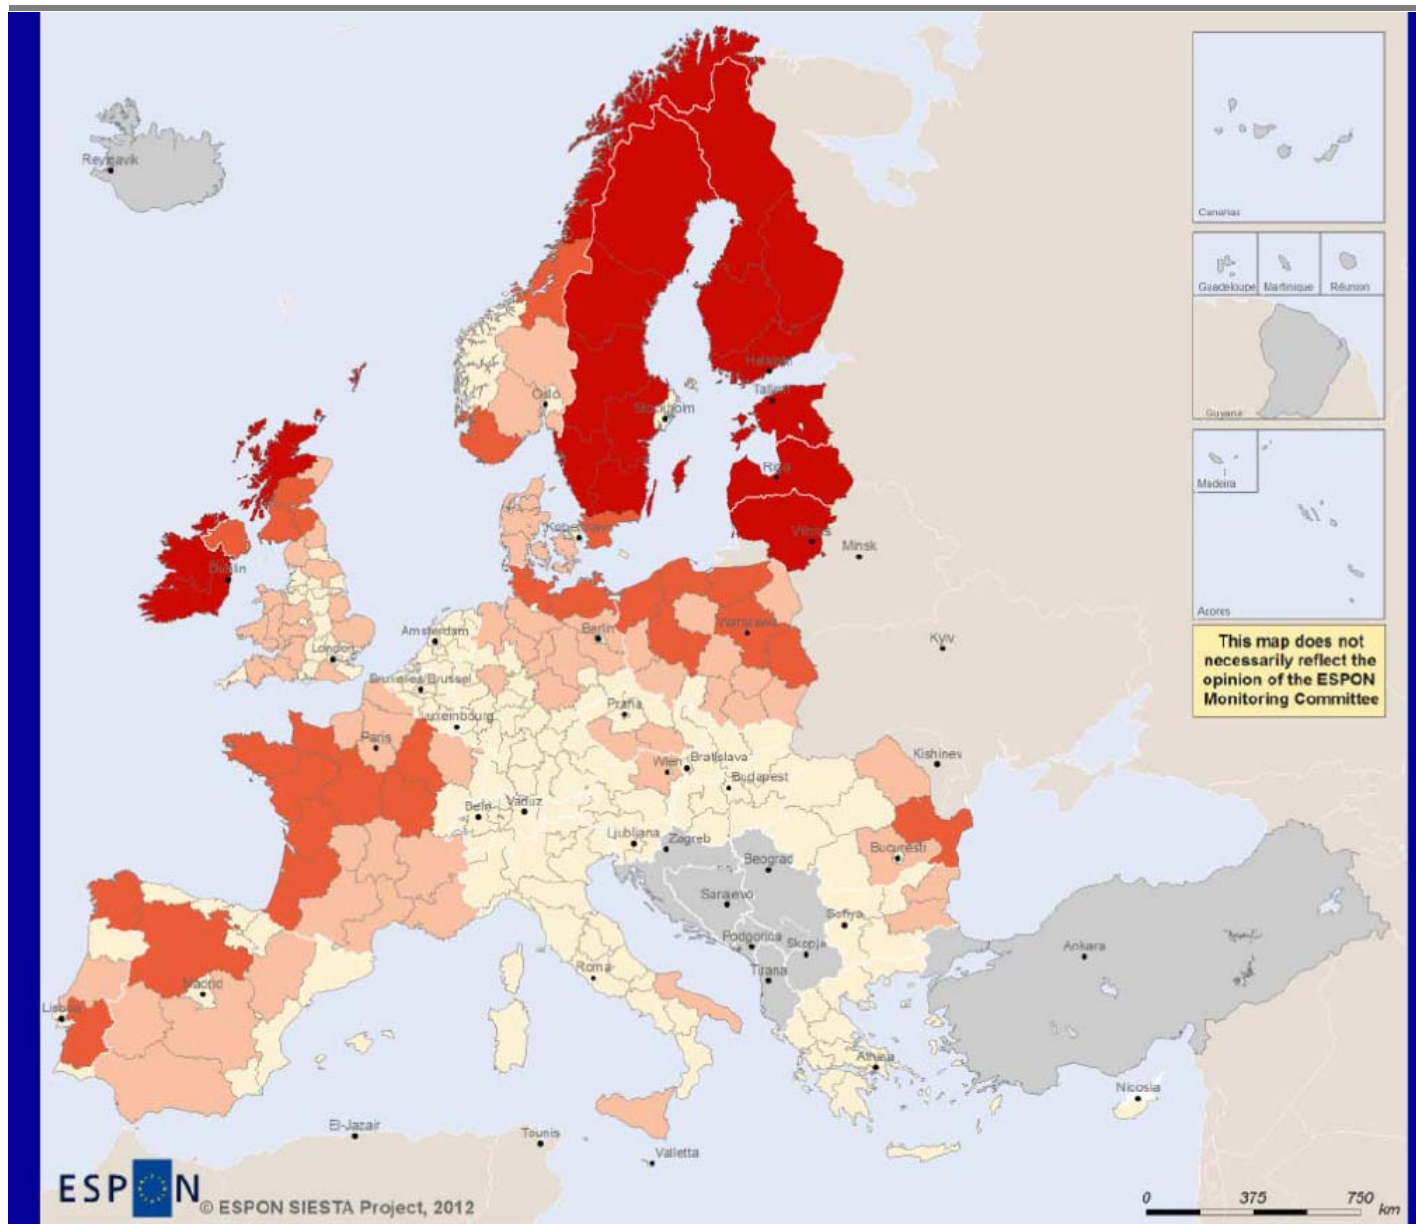 Reykjavik
Canarias
Guadeloupe
Martinique
Réunion
Guyane
Madeira
Acores
This map does not
necessarily reflect the
opinion of the ESPON
Monitoring Committee
Oslo
Helsinki
Tallinn
Stockholm
Riga
Kobenhavn
Vilnius
Minsk
Dublin
Amsterdam
Berlin
Warszawa
Kyiv
London
Bruxelles/Brussel
Praha
Luxembourg
Paris
Kishinev
Wien
Bratislava
Budapest
Bern
Vaduz
Ljubljana
Zagreb
Bucuresti
Beograd
Sarajevo
Sofiya
Podgorica
Skopje
Ankara
Roma
Tirana
Madrid
Lisboa
Athina
Nicosia
El-Jazair
Tounis
Valletta
ESPON
© ESPON SIESTA Project, 2012
0 375 750
km